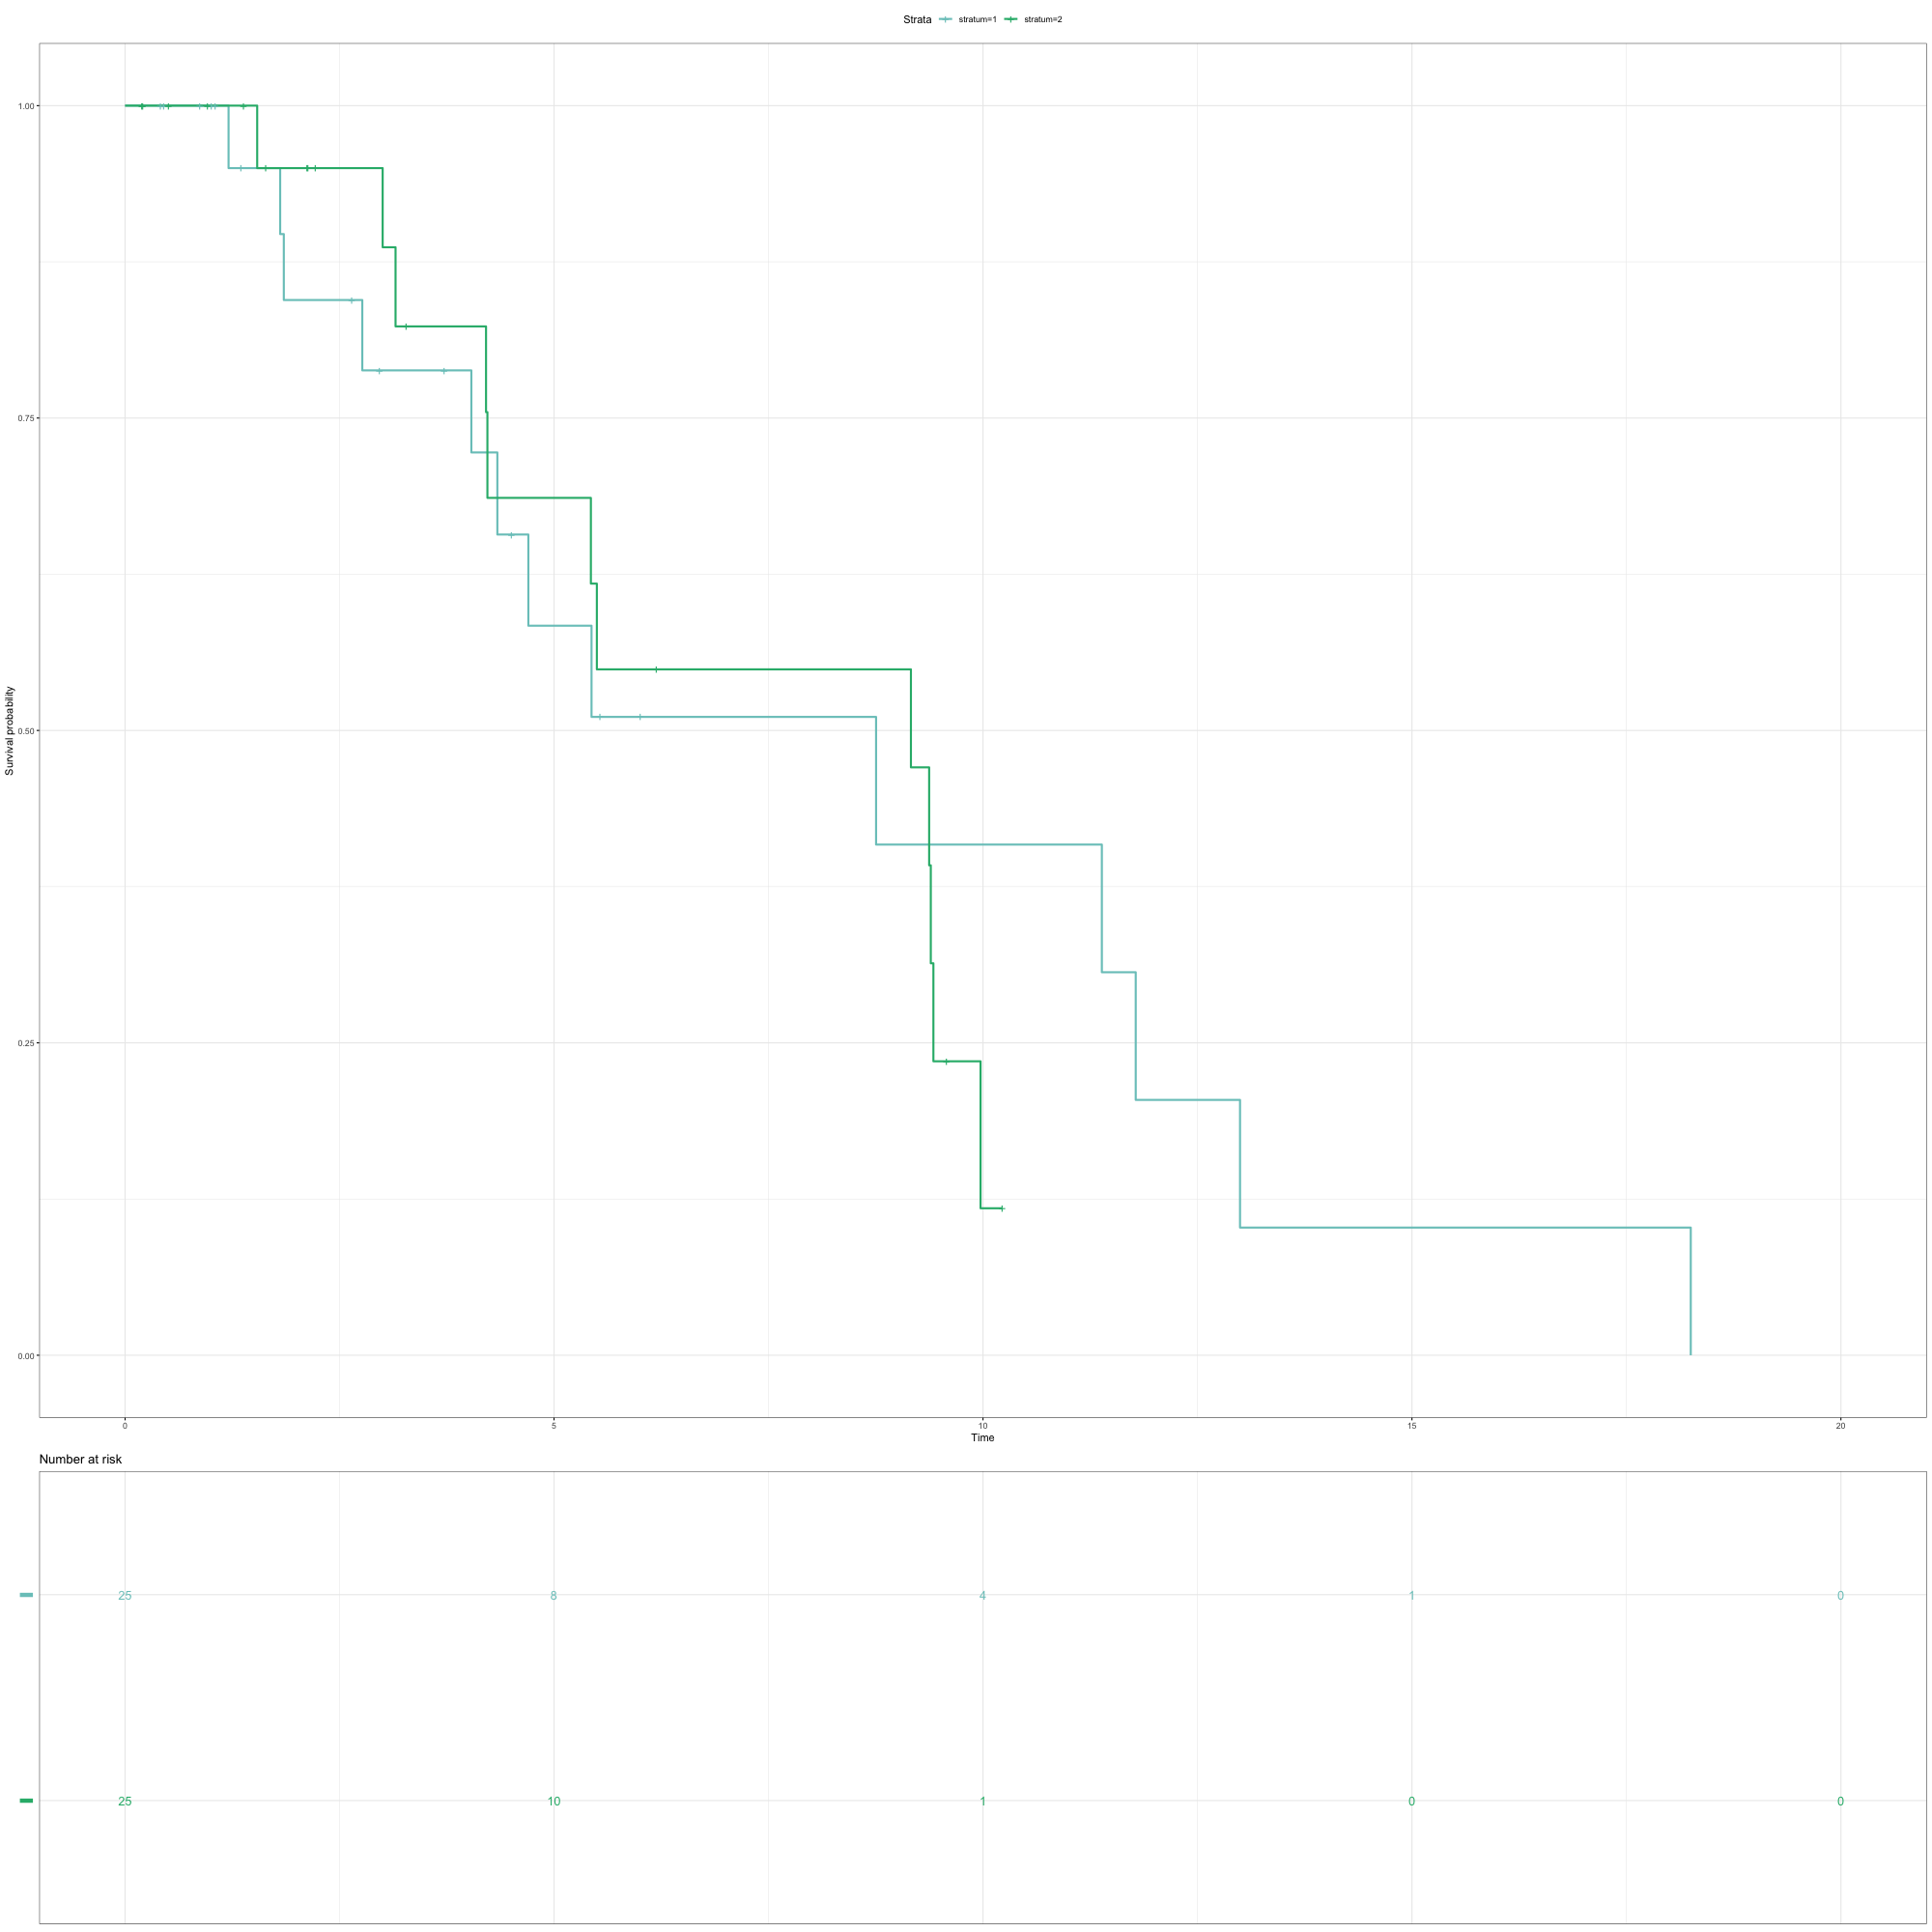 Strata stratum=1 stratum=2
1.00
0.75
0.50
0.25
0.00
Survival probability
0 5 10 15 20
Time
Number at risk
25 8 4 1 0
25 10 1 0 0